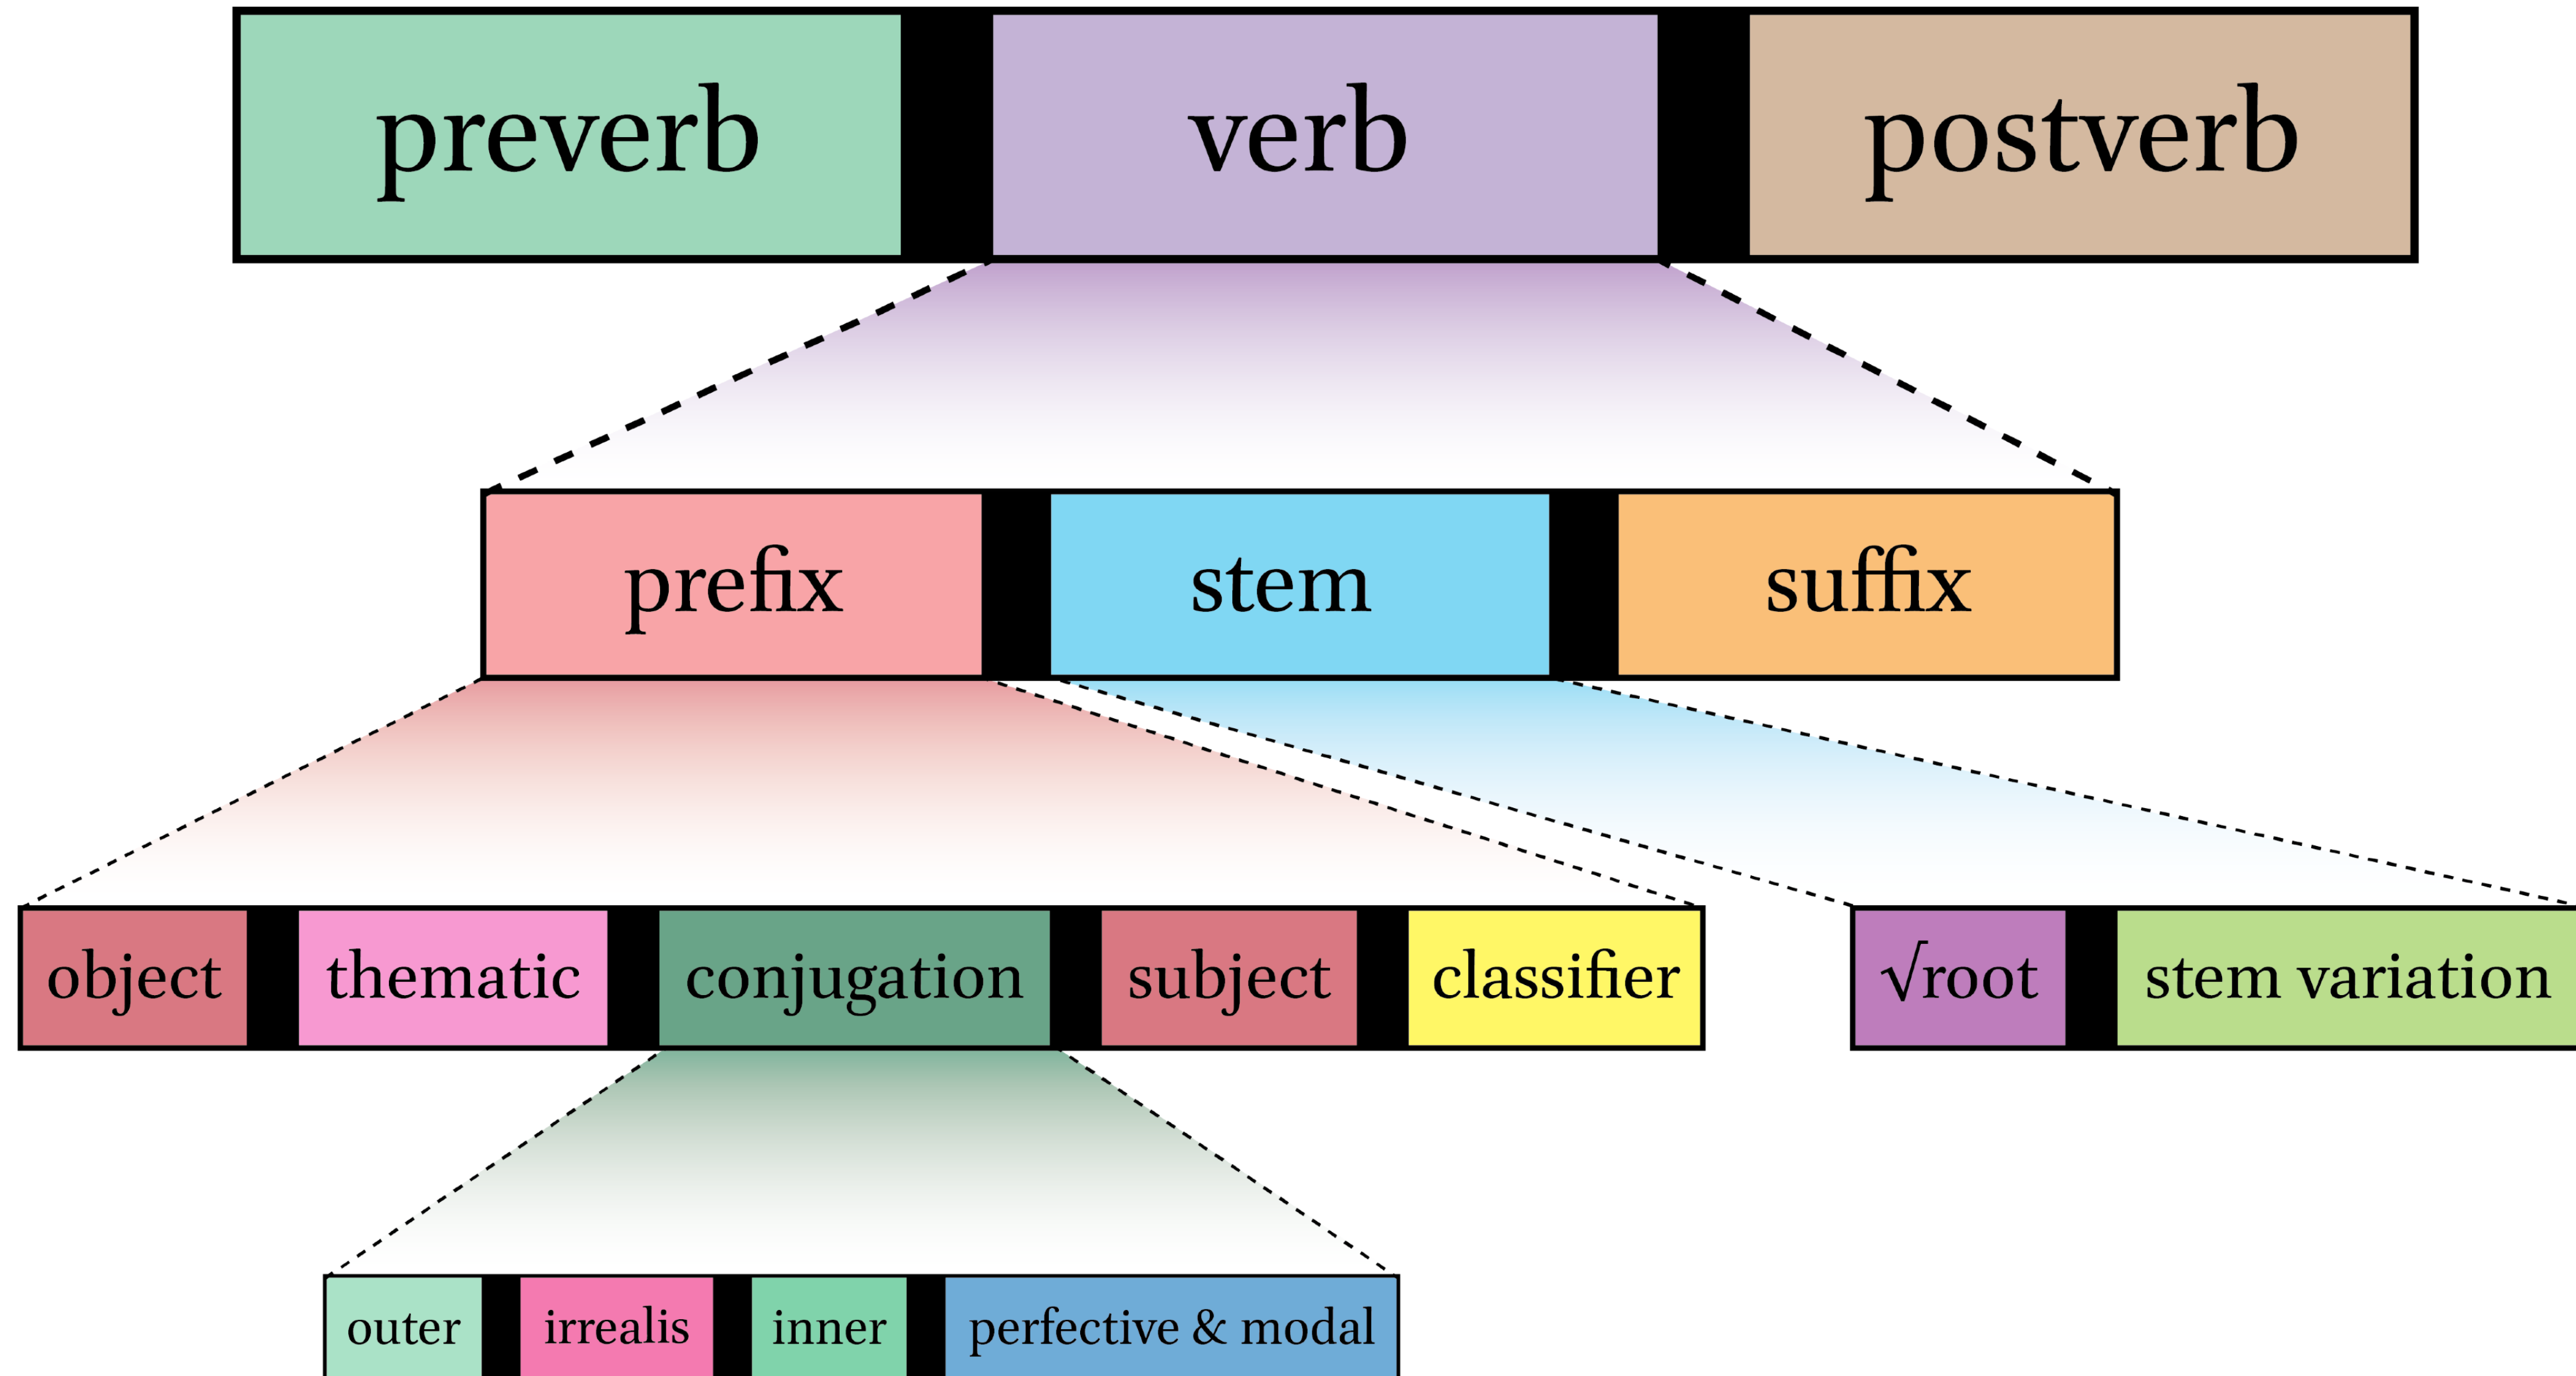 preverb verb postverb
prefix stem suffix
object thematic conjugation subject classifier √root stem variation
outer irrealis inner perfective & modal